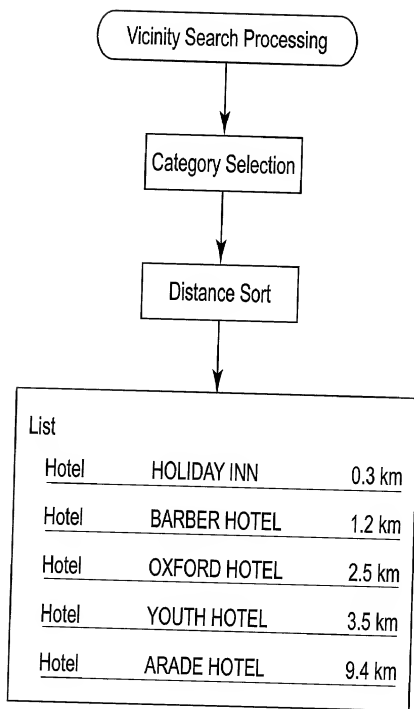 Vicinity Search Processing
Category Selection
Distance Sort
List
Hotel HOLIDAY INN 0.3 km
Hotel BARBER HOTEL 1.2 km
Hotel OXFORD HOTEL 2.5 km
Hotel YOUTH HOTEL 3.5 km
Hotel ARADE HOTEL 9.4 km